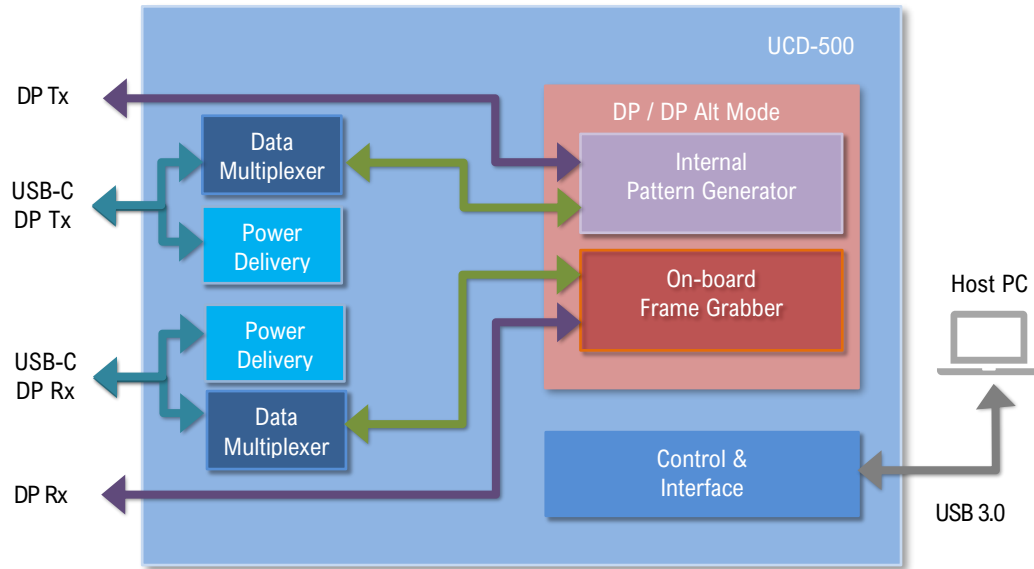 UCD-500
DP Tx
DP / DP Alt Mode
Data
Multiplexer
Internal
Pattern Generator
USB-C
DP Tx
Power
Delivery
On-board
Frame Grabber
Host PC
Power
Delivery
USB-C
DP Rx
Data
Multiplexer
Control &
Interface
DP Rx
USB 3.0